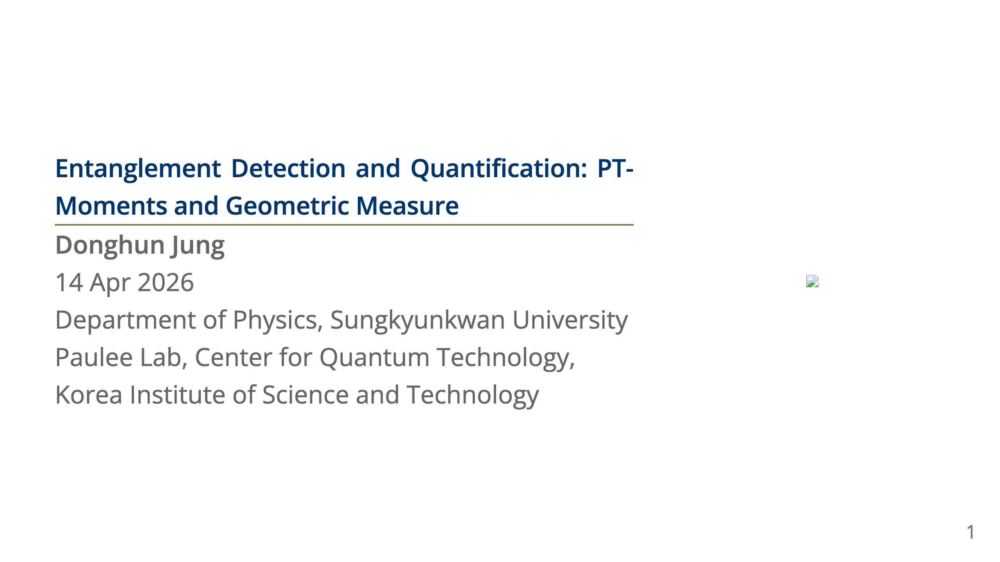 Entanglement Detection and Quantification: PT-
Moments and Geometric Measure
Donghun Jung
14 Apr 2026
Department of Physics, Sungkyunkwan University
Paulee Lab, Center for Quantum Technology,
Korea Institute of Science and Technology
1